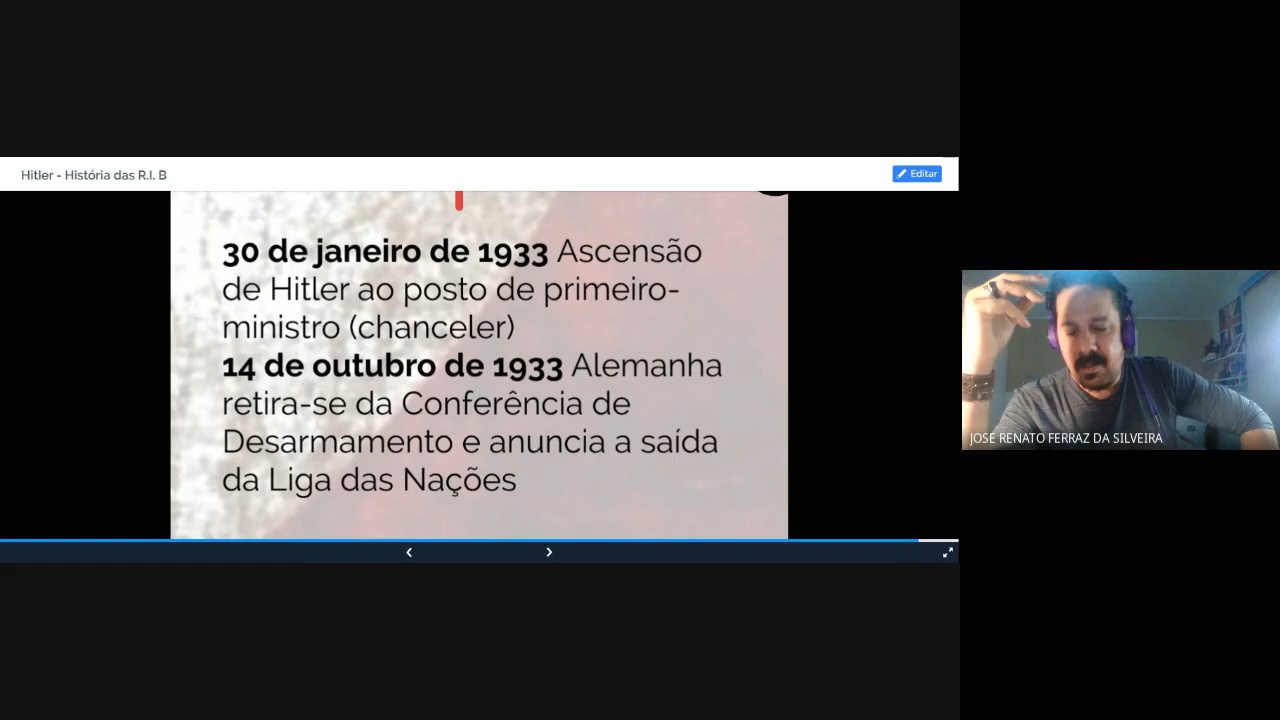 Hitler - História das R.I. B
Editar
30 de janeiro de 1933 Ascensão
de Hitler ao posto de primeiro-
ministro (chanceler)
14 de outubro de 1933 Alemanha
retira-se da Conferência de
Desarmamento e anuncia a saída
da Liga das Nações
JOSÉ RENATO FERRAZ DA SILVEIRA